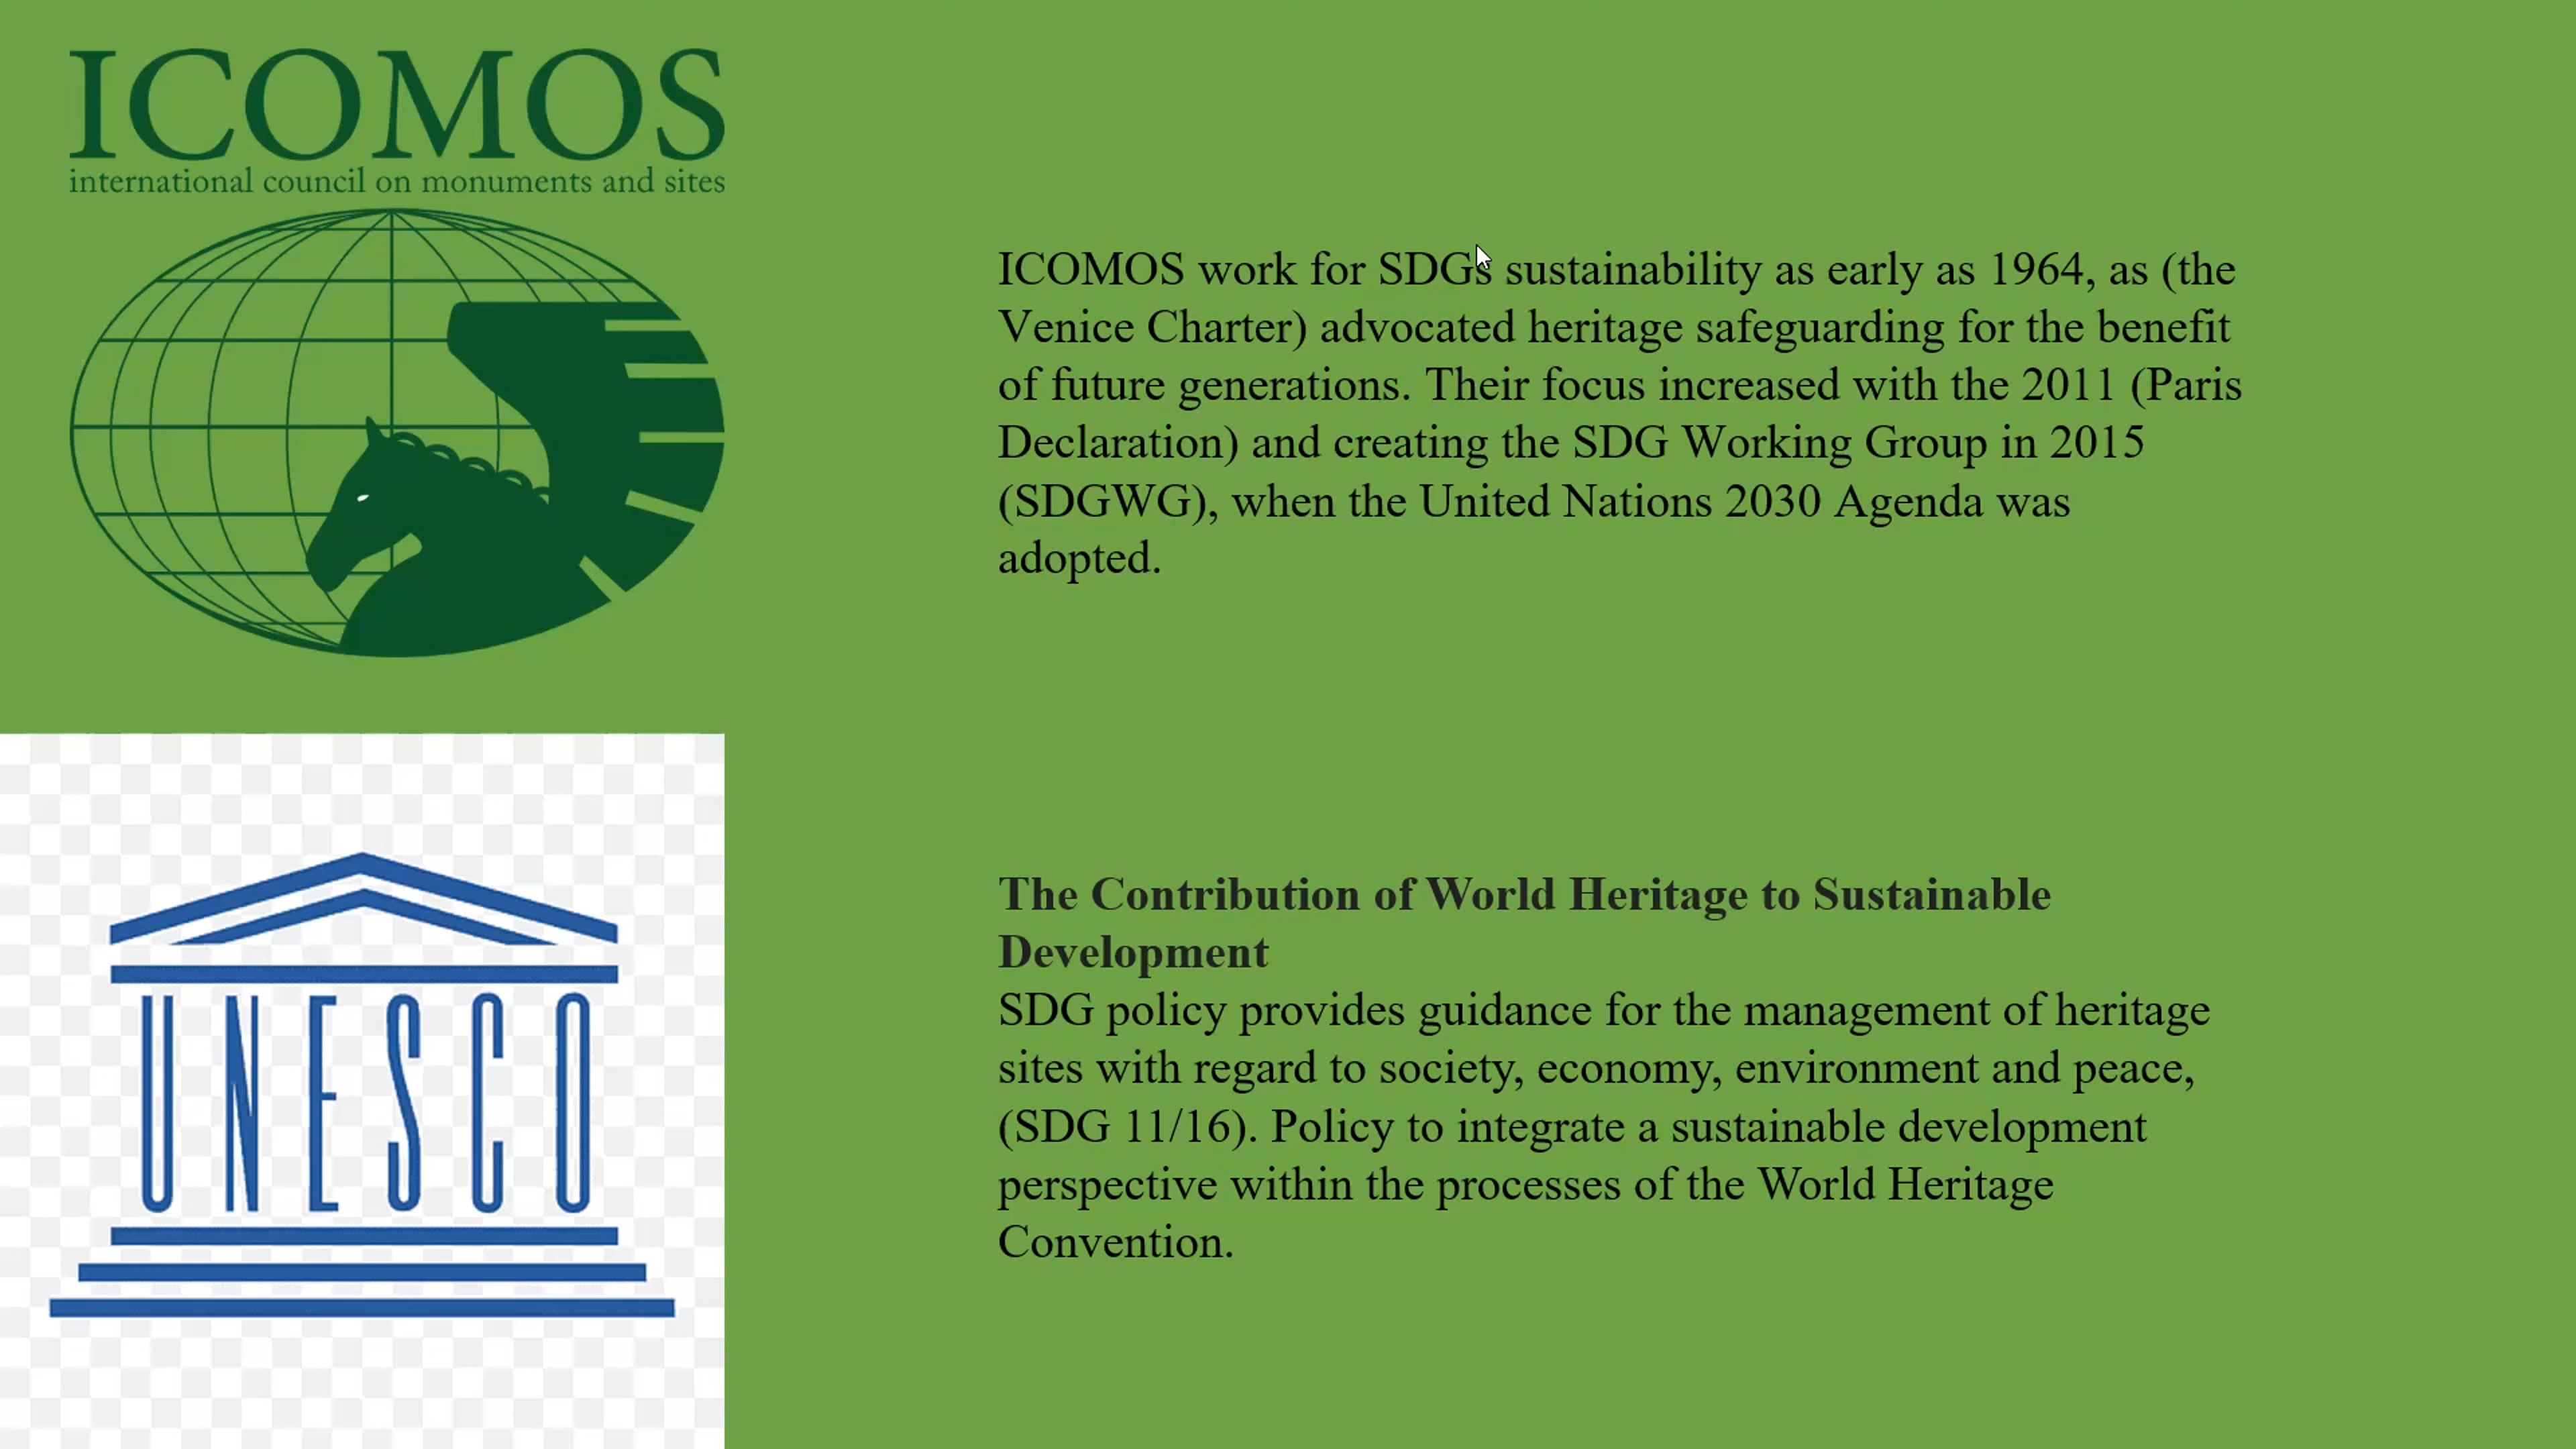 ICOMOS
international council on monuments and sites
ICOMOS work for SDGs sustainability as early as 1964, as (the
Venice Charter) advocated heritage safeguarding for the benefit
of future generations. Their focus increased with the 2011 (Paris
Declaration) and creating the SDG Working Group in 2015
(SDGWG), when the United Nations 2030 Agenda was
adopted.
UNESCO
The Contribution of World Heritage to Sustainable
Development
SDG policy provides guidance for the management of heritage
sites with regard to society, economy, environment and peace,
(SDG 11/16). Policy to integrate a sustainable development
perspective within the processes of the World Heritage
Convention.